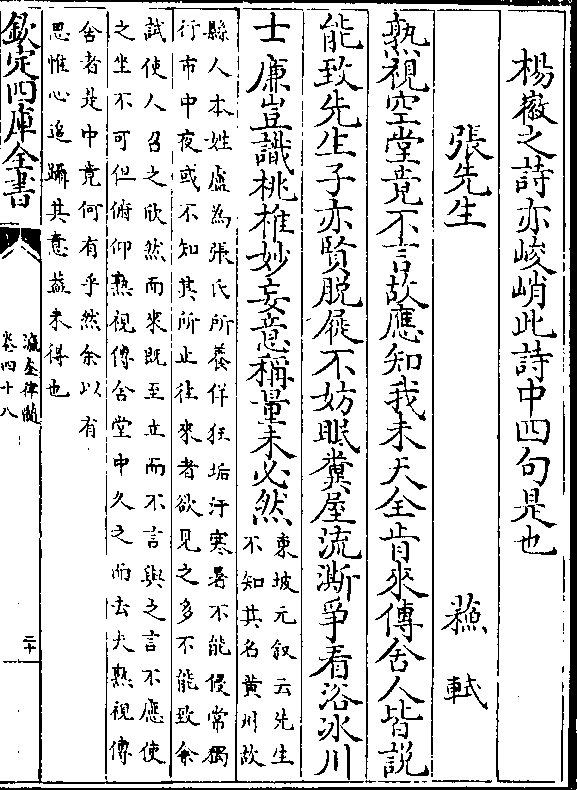 楊徽之詩亦峻峭此詩中四句是也
張先生 蘇軾
熟視空堂竟不言故應知我未天全肯來傳舍人皆說
能致先生子亦賢脱屣不妨眠糞屋流澌爭看浴冰川
士廉豈識桃椎妙妄意稱量未必然
東坡元叙云先生
不知其名黄州故
縣人本姓盧為張氏所養佯狂垢汙寒暑不能侵常獨
行市中夜或不知其所止往來者欲見之多不能致余
試使人召之欣然而來既至立而不言與之言不應使
之坐不可但俯仰熟視傳舍堂中久之而去夫熟視傳
舍者是中竟何有乎然余以有
思惟心追躡其意蓋未得也
欽定四庫全書
瀛奎律髓
卷四十八
二十